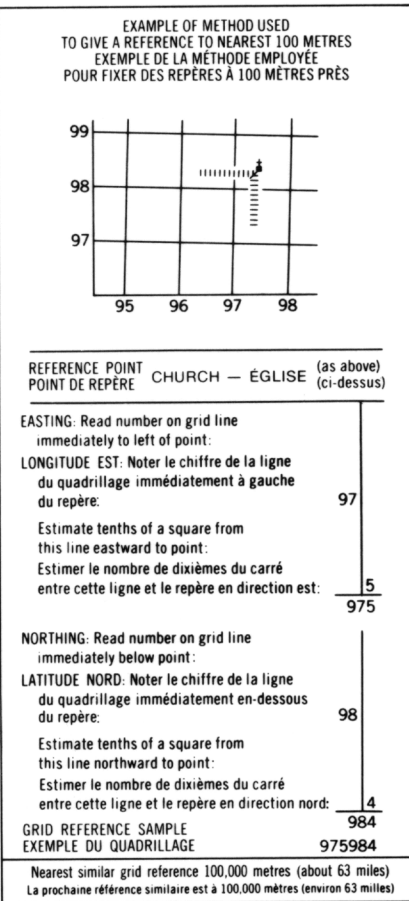 EXAMPLE OF METHOD USED
TO GIVE A REFERENCE TO NEAREST 100 METRES
EXEMPLE DE LA MÉTHODE EMPLOYÉE
POUR FIXER DES REPÈRES À 100 MÈTRES PRÈS
99
98
97
95 96 97 98
REFERENCE POINT
POINT DE REPÈRE
CHURCH — ÉGLISE
(as above)
(ci-dessus)
EASTING: Read number on grid line
immediately to left of point:
LONGITUDE EST: Noter le chiffre de la ligne
du quadrillage immédiatement à gauche
du repère: 97
Estimate tenths of a square from
this line eastward to point:
Estimer le nombre de dixièmes du carré
entre cette ligne et le repère en direction est: 5
975
NORTHING: Read number on grid line
immediately below point:
LATITUDE NORD: Noter le chiffre de la ligne
du quadrillage immédiatement en-dessous
du repère: 98
Estimate tenths of a square from
this line northward to point:
Estimer le nombre de dixièmes du carré
entre cette ligne et le repère en direction nord: 4
984
GRID REFERENCE SAMPLE
EXEMPLE DU QUADRILLAGE 975984
Nearest similar grid reference 100,000 metres (about 63 miles)
La prochaine référence similaire est à 100,000 mètres (environ 63 milles)